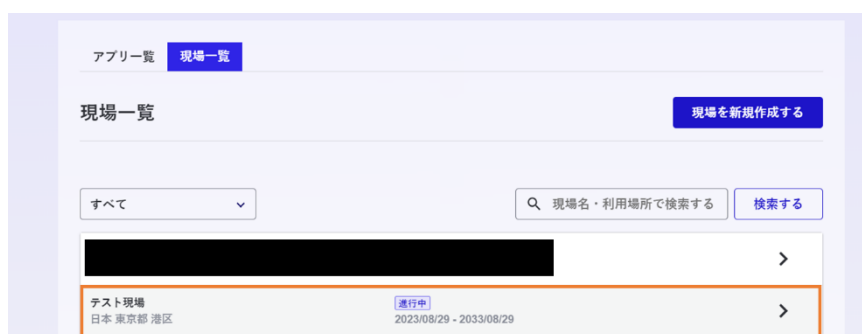 アプリ一覧 現場一覧
現場一覧
現場を新規作成する
すべて
現場名・利用場所で検索する 検索する
テスト現場 進行中
日本 東京都 港区 2023/08/29 - 2033/08/29